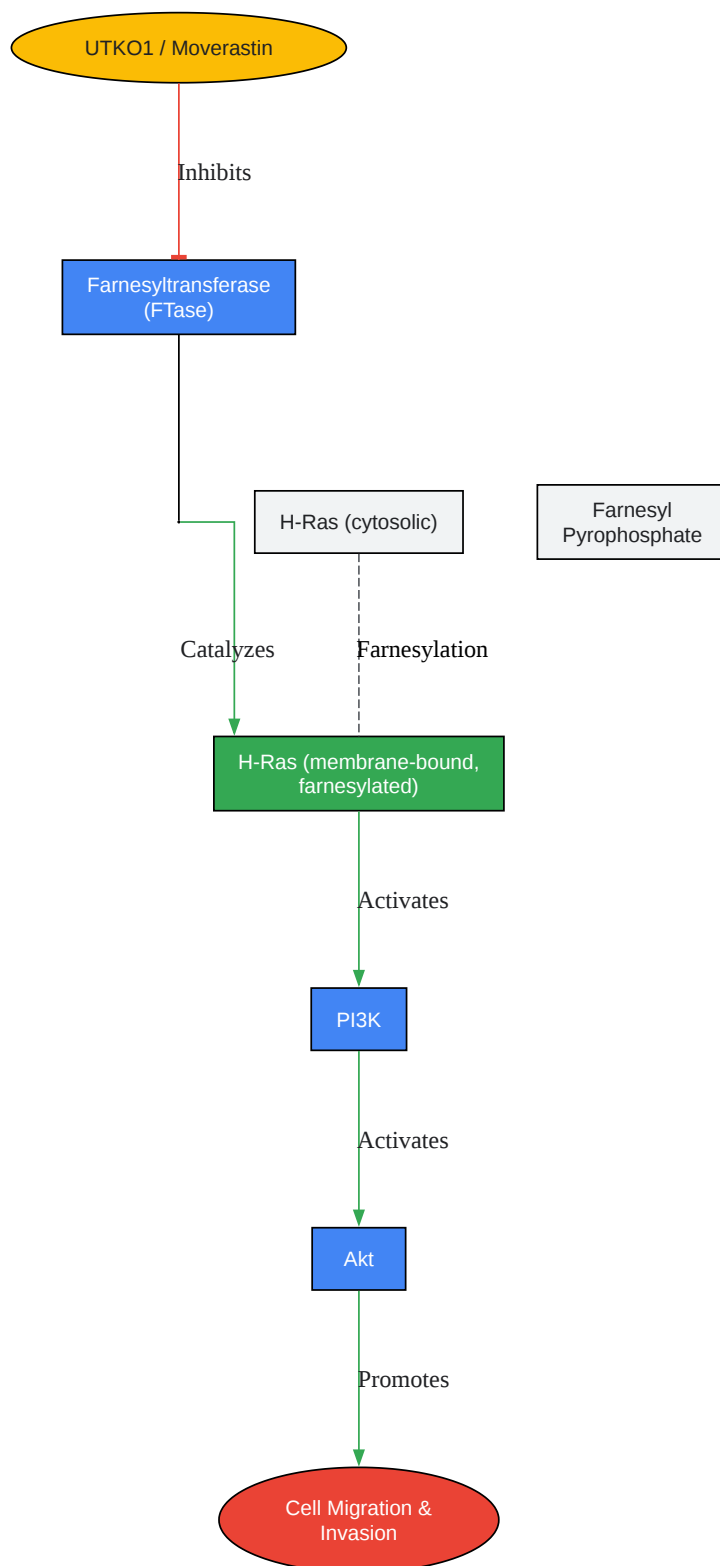 UTKO1 / Moverastin
Inhibits
Farnesyltransferase
(FTase)
H-Ras (cytosolic)
Farnesyl
Pyrophosphate
Catalyzes
Farnesylation
H-Ras (membrane-bound,
farnesylated)
Activates
PI3K
Activates
Akt
Promotes
Cell Migration &
Invasion